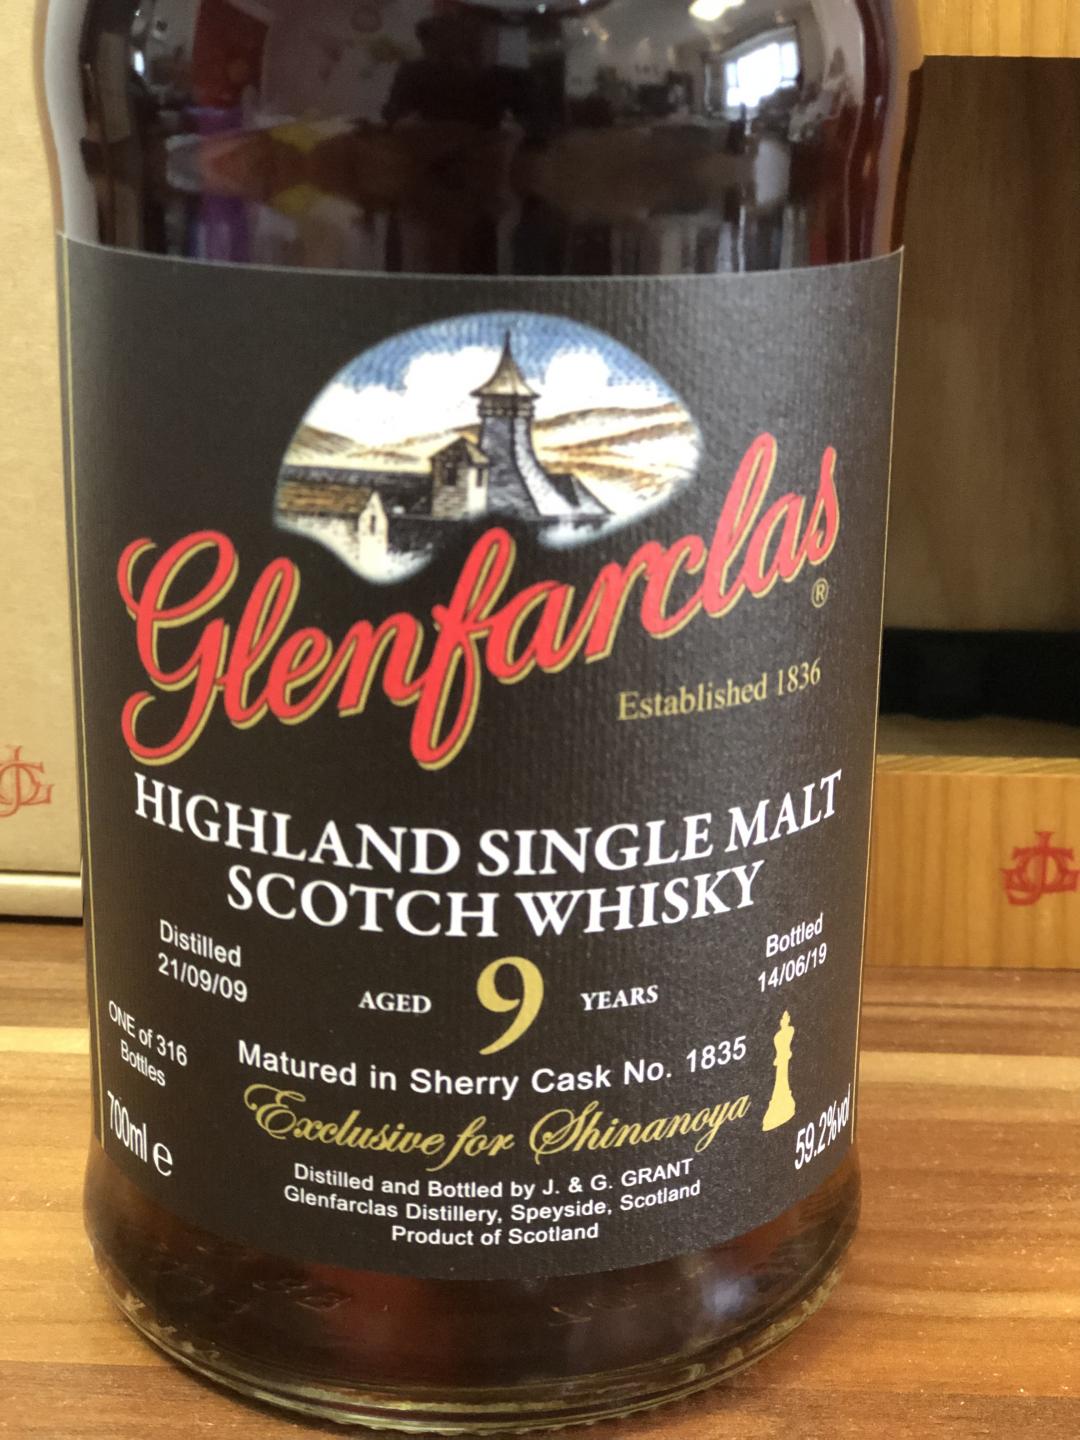 Glenfarclas
®
Established 1836
HIGHLAND SINGLE MALT
SCOTCH WHISKY
Distilled
21/09/09
AGED 9 YEARS
Bottled
14/06/19
ONE of 316
Bottles
Matured in Sherry Cask No. 1835
Exclusive for Shinanoya
700ml e
59.2%vol
Distilled and Bottled by J. & G. GRANT
Glenfarclas Distillery, Speyside, Scotland
Product of Scotland